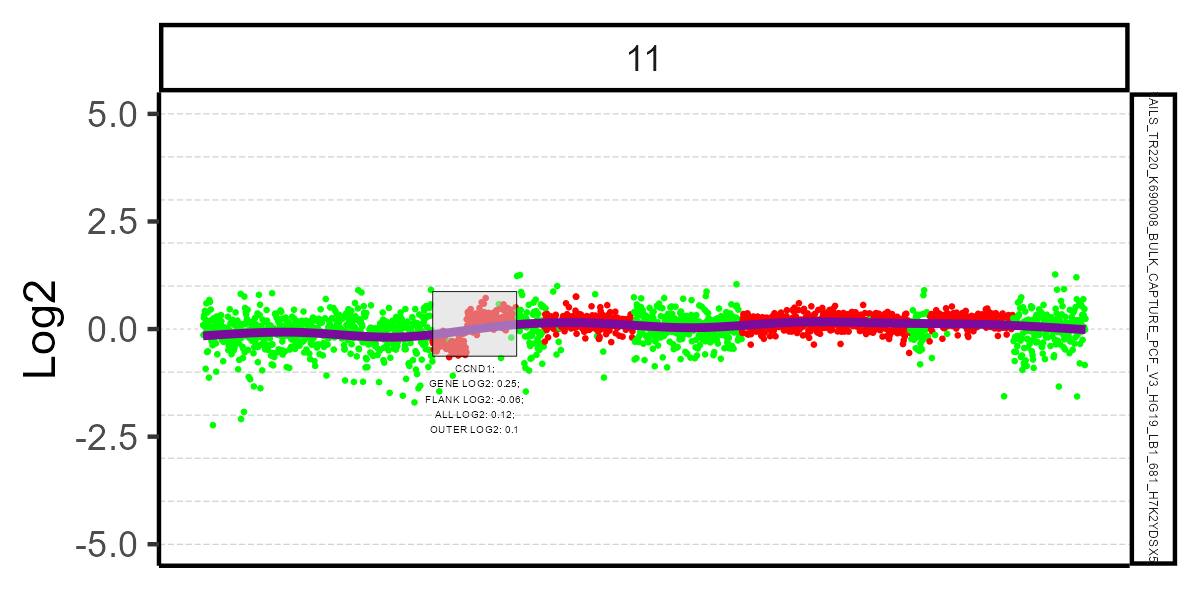 11
5.0
2.5
0.0
-2.5
-5.0
Log2
CCND1;
GENE LOG2: 0.25;
FLANK LOG2: -0.06;
ALL LOG2: 0.12;
OUTER LOG2: 0.1
AILS_TR220_K690008_BULK_CAPTURE_PCF_V3_HG19_LB1_681_H7K2YDSX5